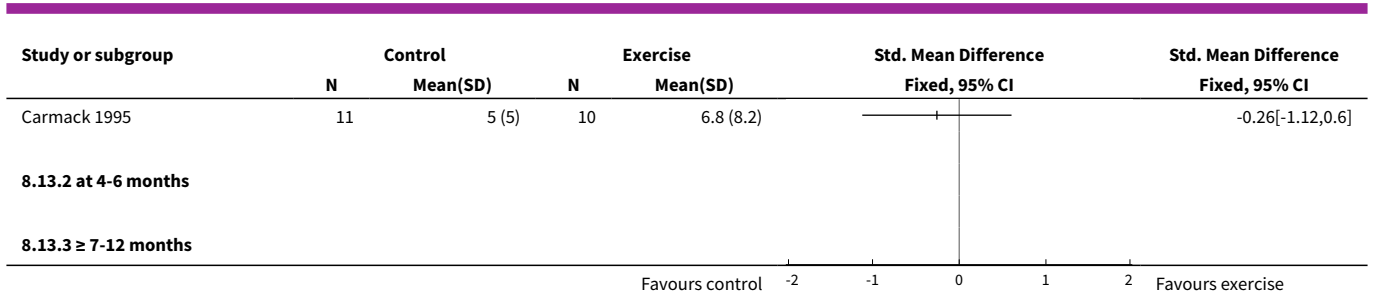 Study or subgroup Control Exercise Std. Mean Difference Std. Mean Difference
N Mean(SD) N Mean(SD) Fixed, 95% CI Fixed, 95% CI
Carmack 1995 11 5 (5) 10 6.8 (8.2) -0.26[-1.12,0.6]
8.13.2 at 4-6 months
8.13.3 ≥ 7-12 months
Favours control -2 -1 0 1 2 Favours exercise